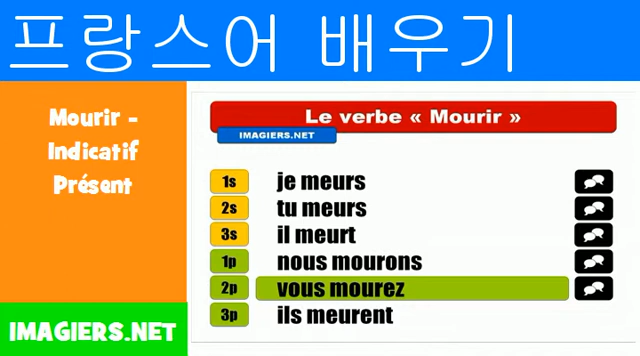 프랑스어 배우기
Mourir -
Indicatif
Présent
IMAGIERS.NET
Le verbe « Mourir »
IMAGIERS.NET
1s je meurs
2s tu meurs
3s il meurt
1p nous mourons
2p vous mourez
3p ils meurent